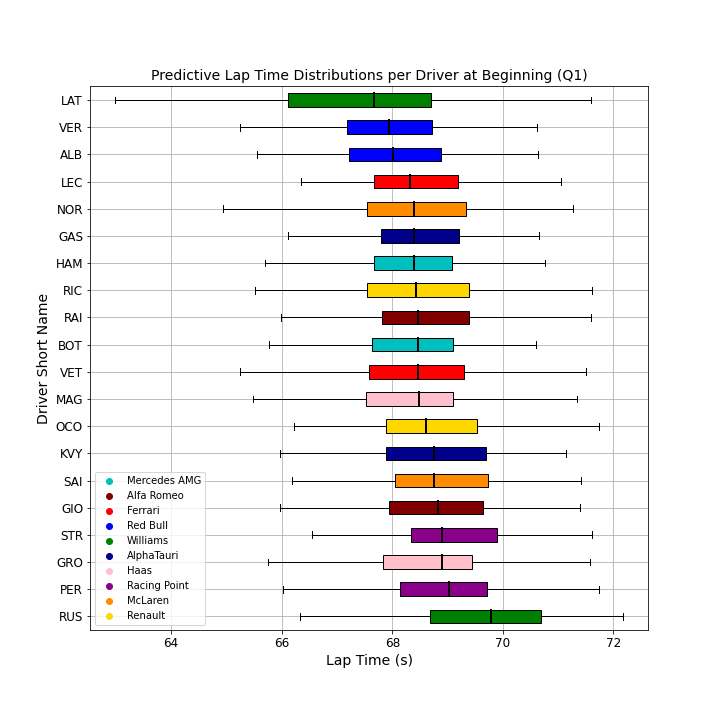 Predictive Lap Time Distributions per Driver at Beginning (Q1)
Driver Short Name
LAT
VER
ALB
LEC
NOR
GAS
HAM
RIC
RAI
BOT
VET
MAG
OCO
KVY
SAI
GIO
STR
GRO
PER
RUS
Mercedes AMG
Alfa Romeo
Ferrari
Red Bull
Williams
AlphaTauri
Haas
Racing Point
McLaren
Renault
64 66 68 70 72
Lap Time (s)